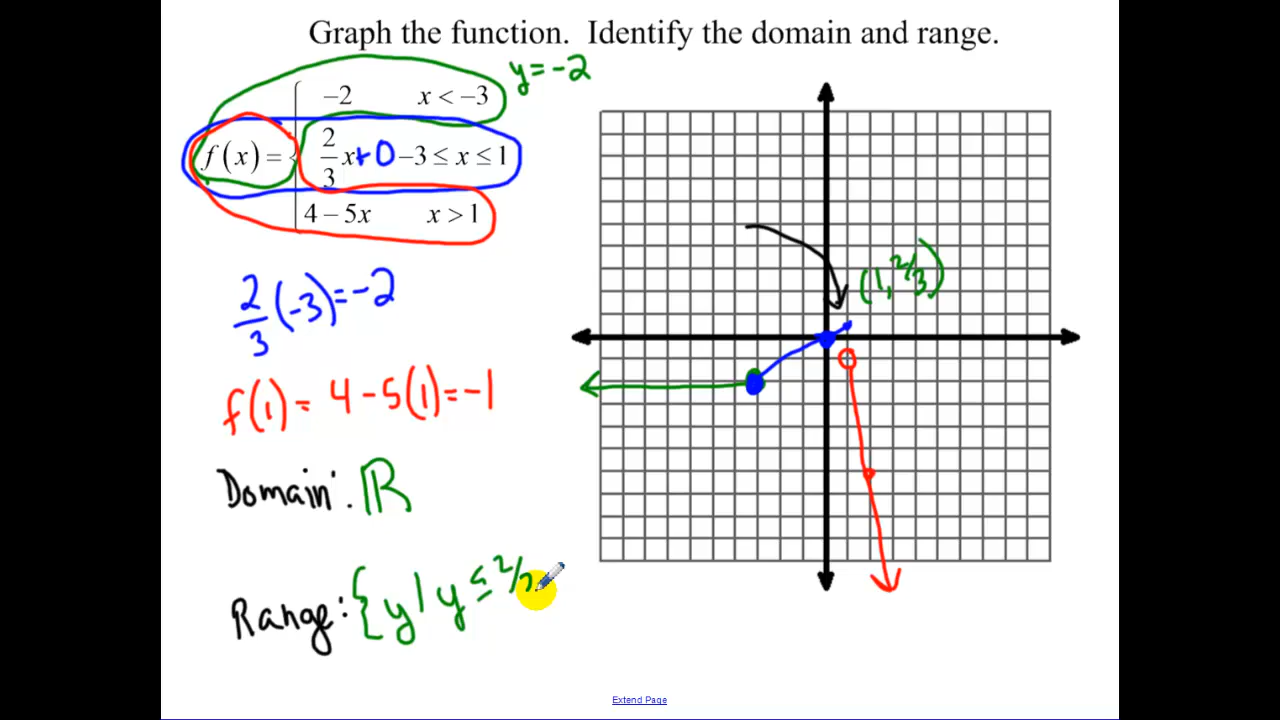 Graph the function. Identify the domain and range.
y = -2
-2 x < -3
f(x) = 2/3 x + 0 -3 ≤ x ≤ 1
4 - 5x x > 1
2/3 (-3) = -2
f(1) = 4 - 5(1) = -1
Domain: ℝ
Range: {y | y ≤ 2/
(1, 2/3)
Extend Page